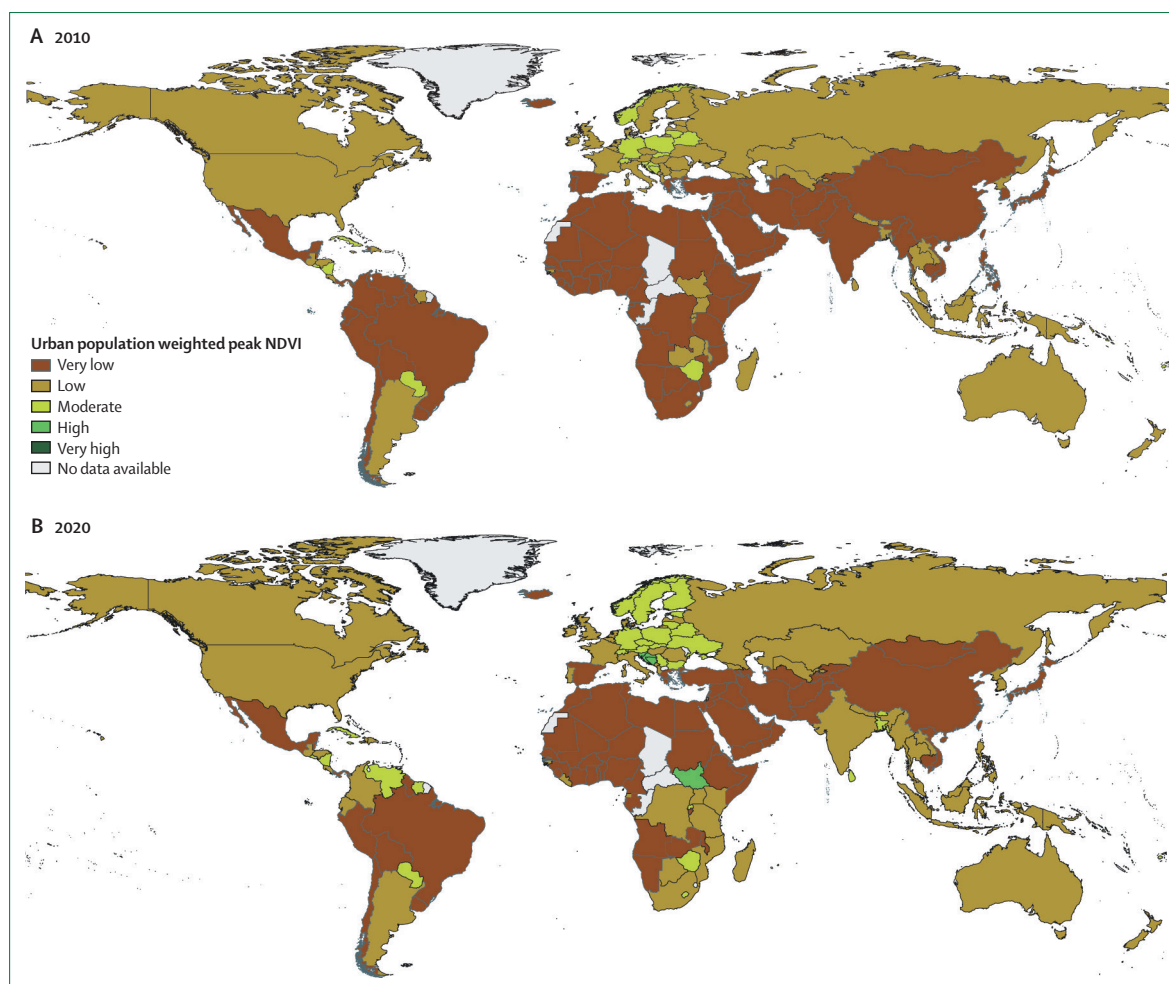 A 2010
Urban population weighted peak NDVI
Very low
Low
Moderate
High
Very high
No data available
B 2020